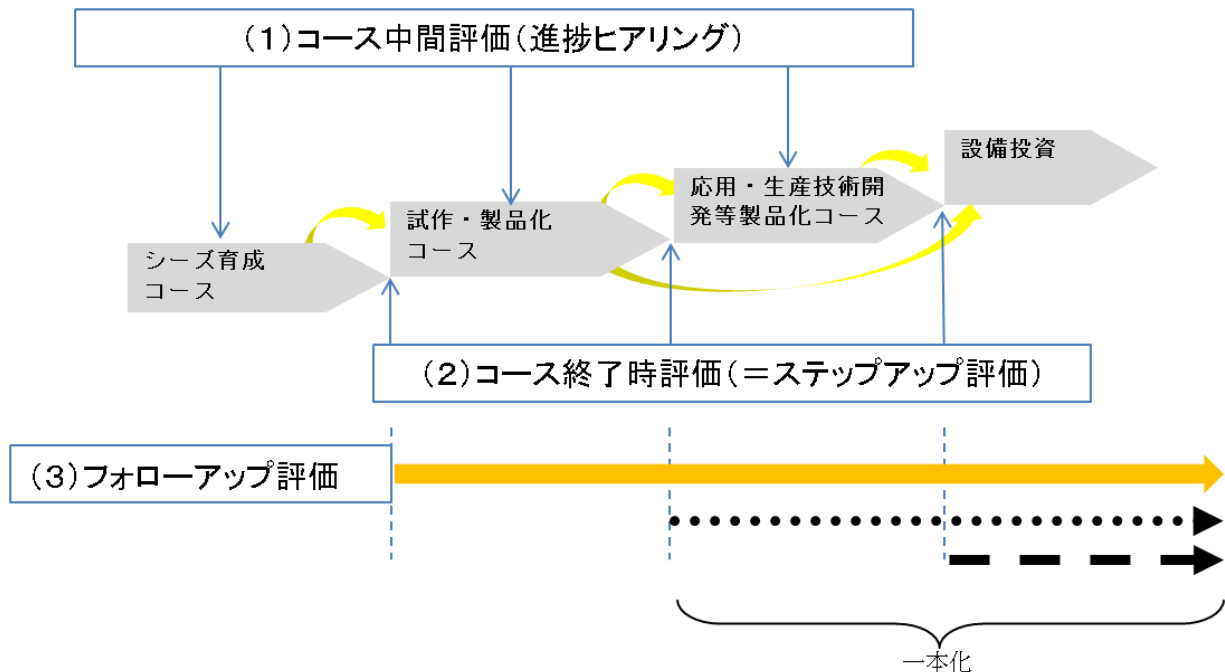 （１）コース中間評価（進捗ヒアリング）
設備投資
応用・生産技術開
発等製品化コース
試作・製品化
コース
シーズ育成
コース
（２）コース終了時評価（＝ステップアップ評価）
（３）フォローアップ評価
一本化